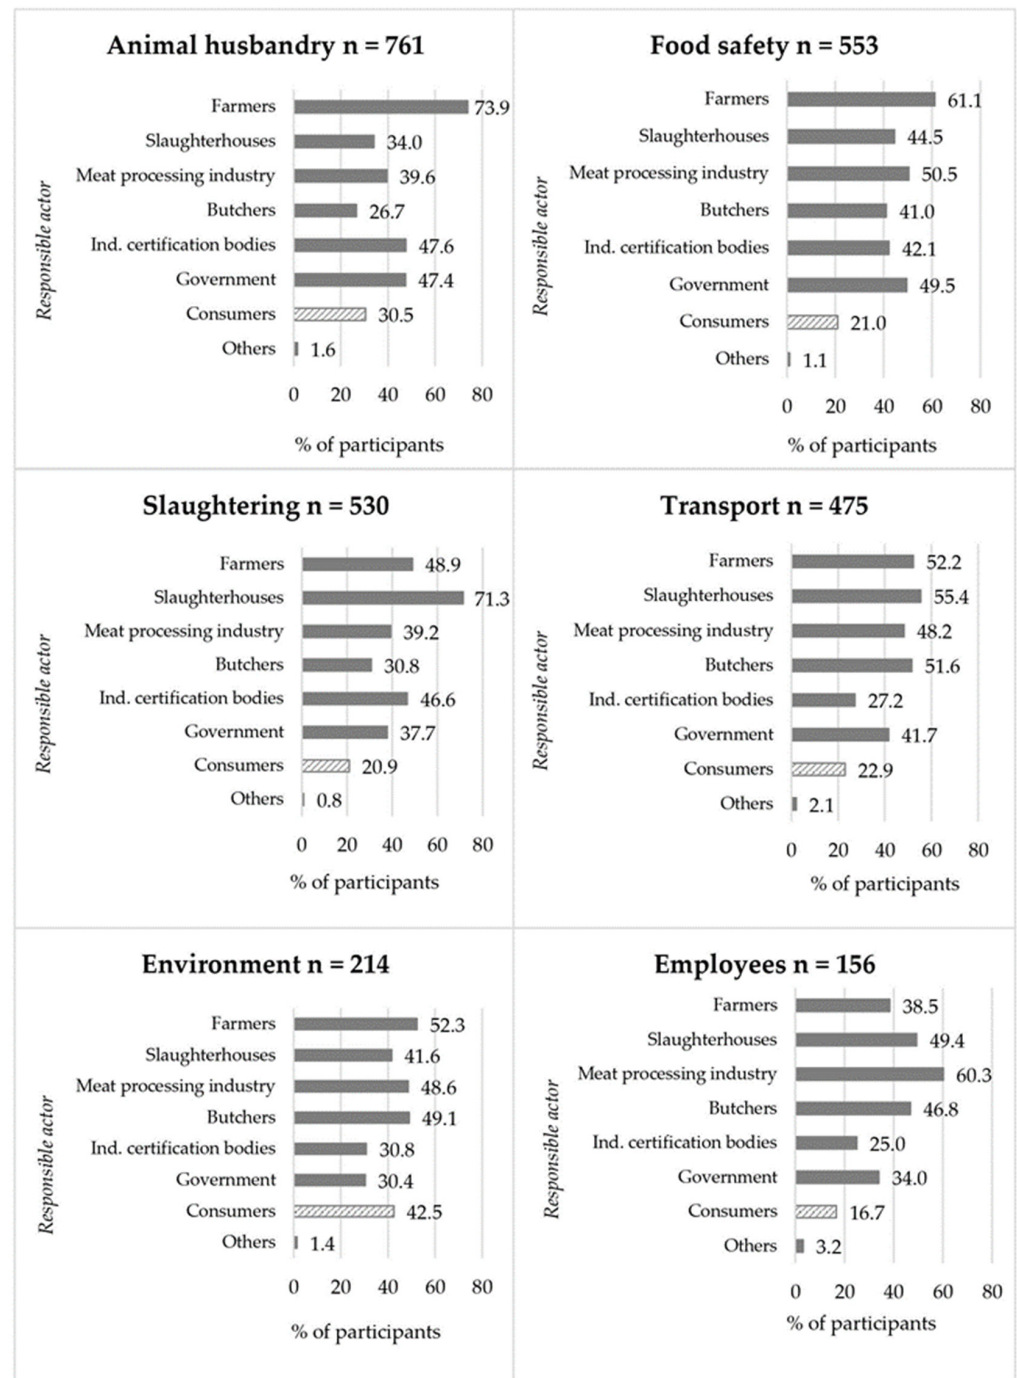 Animal husbandry n = 761
Responsible actor
Farmers 73.9
Slaughterhouses 34.0
Meat processing industry 39.6
Butchers 26.7
Ind. certification bodies 47.6
Government 47.4
Consumers 30.5
Others 1.6
0 20 40 60 80
% of participants
Food safety n = 553
Responsible actor
Farmers 61.1
Slaughterhouses 44.5
Meat processing industry 50.5
Butchers 41.0
Ind. certification bodies 42.1
Government 49.5
Consumers 21.0
Others 1.1
0 20 40 60 80
% of participants
Slaughtering n = 530
Responsible actor
Farmers 48.9
Slaughterhouses 71.3
Meat processing industry 39.2
Butchers 30.8
Ind. certification bodies 46.6
Government 37.7
Consumers 20.9
Others 0.8
0 20 40 60 80
% of participants
Transport n = 475
Responsible actor
Farmers 52.2
Slaughterhouses 55.4
Meat processing industry 48.2
Butchers 51.6
Ind. certification bodies 27.2
Government 41.7
Consumers 22.9
Others 2.1
0 20 40 60 80
% of participants
Environment n = 214
Responsible actor
Farmers 52.3
Slaughterhouses 41.6
Meat processing industry 48.6
Butchers 49.1
Ind. certification bodies 30.8
Government 30.4
Consumers 42.5
Others 1.4
0 20 40 60 80
% of participants
Employees n = 156
Responsible actor
Farmers 38.5
Slaughterhouses 49.4
Meat processing industry 60.3
Butchers 46.8
Ind. certification bodies 25.0
Government 34.0
Consumers 16.7
Others 3.2
0 20 40 60 80
% of participants